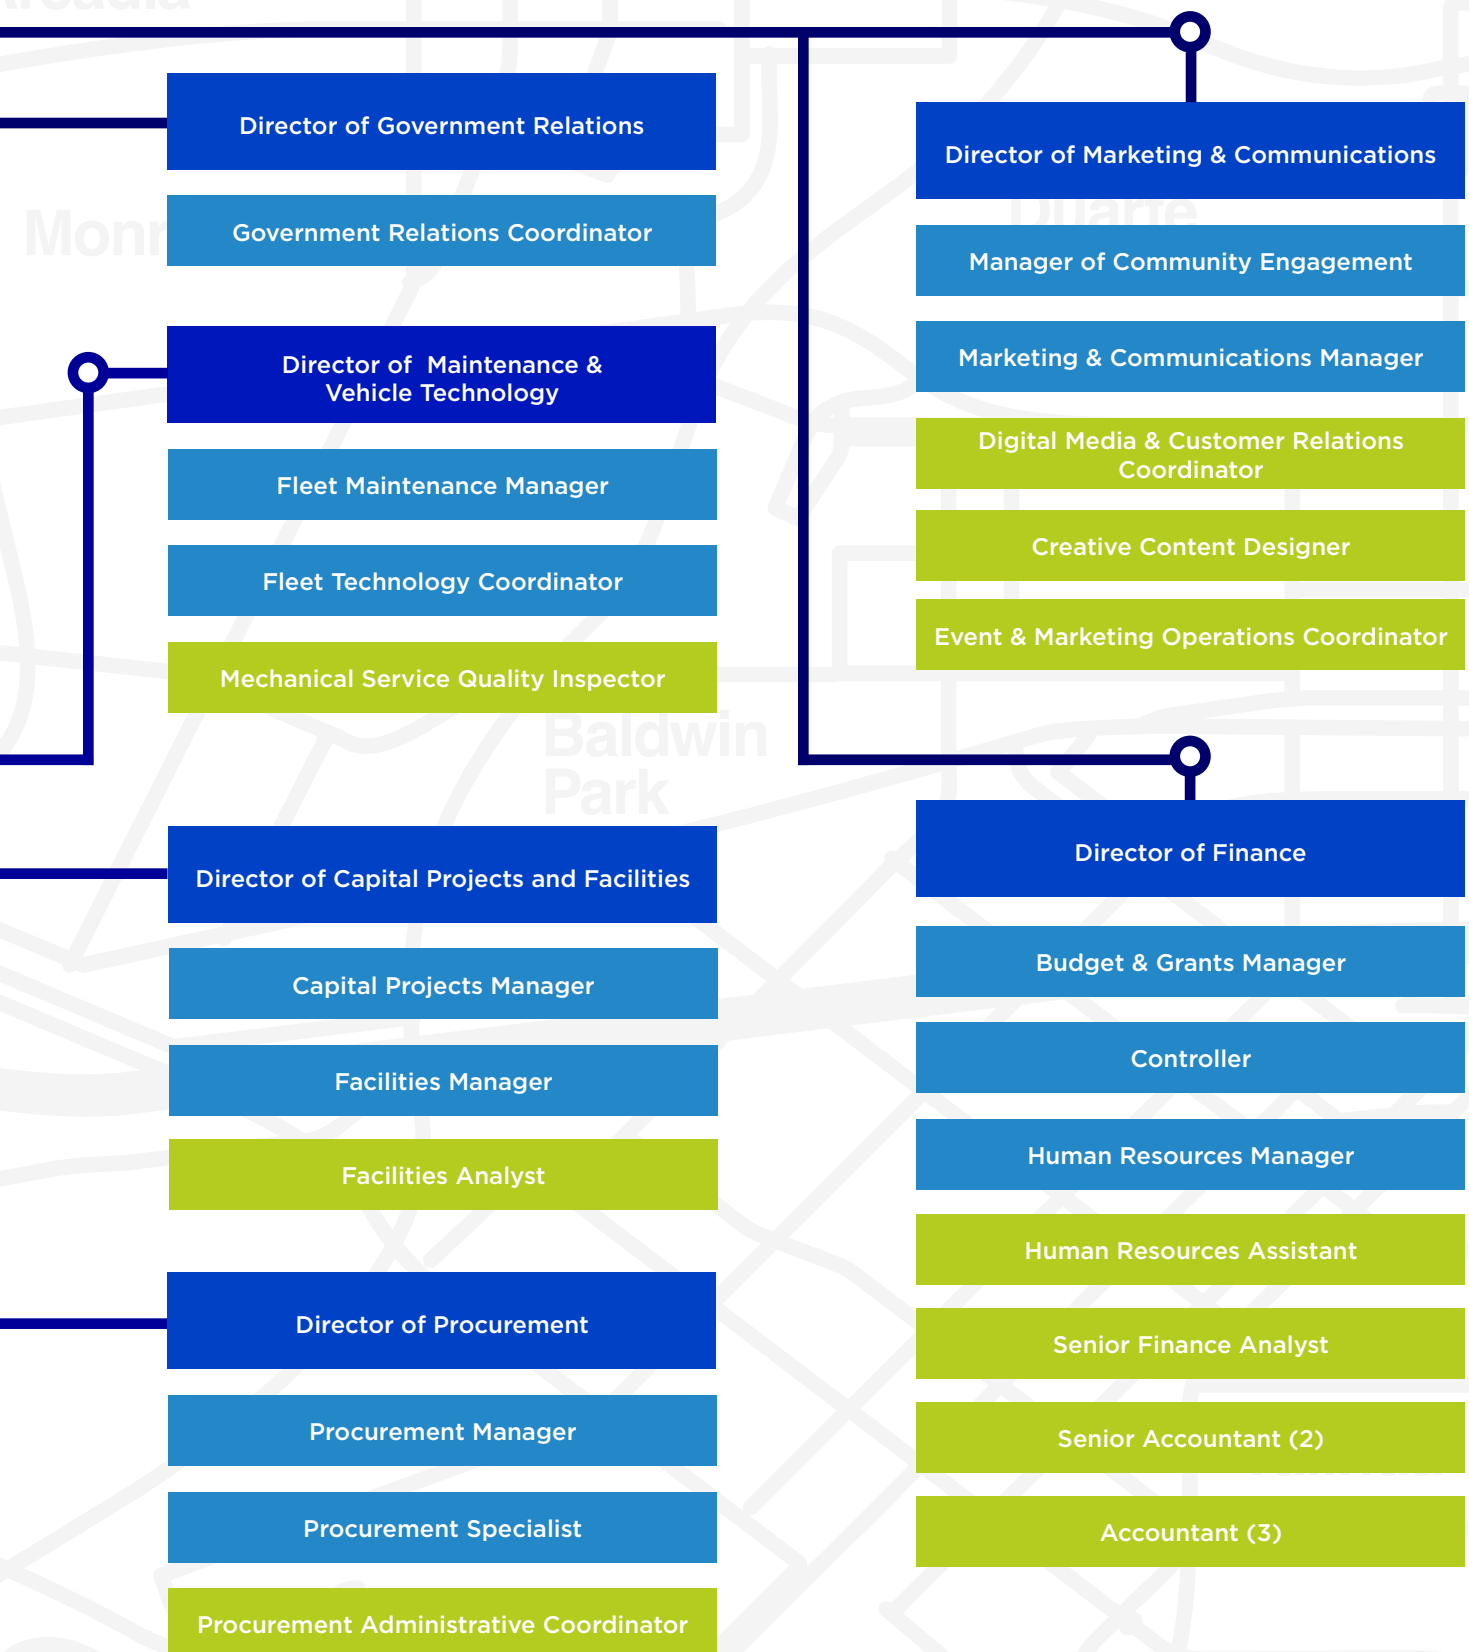 Director of Government Relations
Government Relations Coordinator
Director of  Maintenance &
Vehicle Technology
Fleet Maintenance Manager
Fleet Technology Coordinator
Mechanical Service Quality Inspector
Baldwin
Park
Director of Capital Projects and Facilities
Capital Projects Manager
Facilities Manager
Facilities Analyst
Director of Procurement
Procurement Manager
Procurement Specialist
Procurement Administrative Coordinator
Director of Marketing & Communications
Duarte
Manager of Community Engagement
Marketing & Communications Manager
Digital Media & Customer Relations
Coordinator
Creative Content Designer
Event & Marketing Operations Coordinator
Director of Finance
Budget & Grants Manager
Controller
Human Resources Manager
Human Resources Assistant
Senior Finance Analyst
Senior Accountant (2)
Accountant (3)